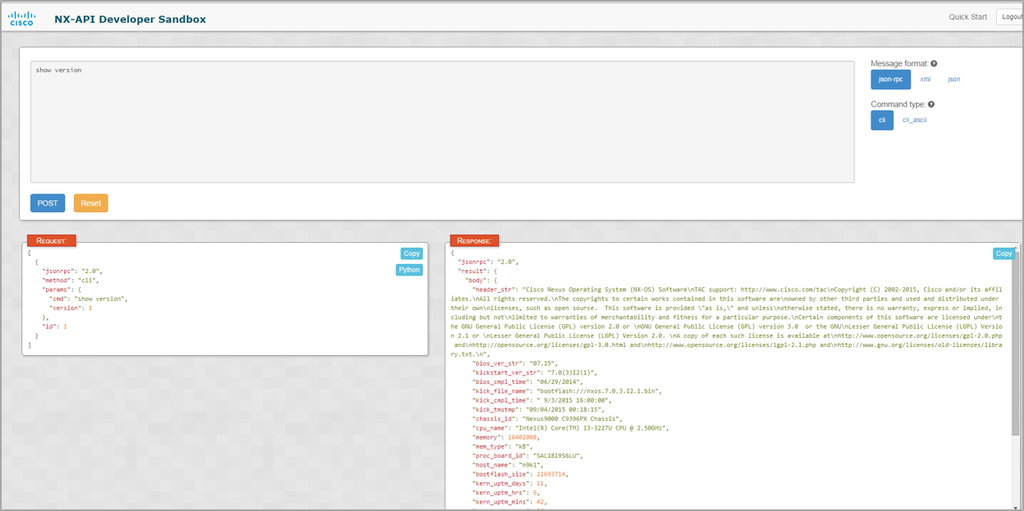 cisco
NX-API Developer Sandbox
Quick Start
Logout
show version
Message format:
json-rpc xml json
Command type:
cli cli_ascii
POST Reset
REQUEST:
Copy
Python
[
{
"jsonrpc": "2.0",
"method": "cli",
"params": {
"cmd": "show version",
"version": 1
},
"id": 1
}
]
RESPONSE:
Copy
{
"jsonrpc": "2.0",
"result": {
"body": {
"header_str": "Cisco Nexus Operating System (NX-OS) Software\nTAC support: http://www.cisco.com/tac\nCopyright (C) 2002-2015, Cisco and/or its affil
iates.\nAll rights reserved.\nThe copyrights to certain works contained in this software are\nowned by other third parties and used and distributed under
their own\nlicenses, such as open source.  This software is provided \"as is,\" and unless\notherwise stated, there is no warranty, express or implied, in
cluding but not\nlimited to warranties of merchantability and fitness for a particular purpose.\nCertain components of this software are licensed under\nt
he GNU General Public License (GPL) version 2.0 or \nGNU General Public License (GPL) version 3.0  or the GNU\nLesser General Public License (LGPL) Versio
n 2.1 or \nLesser General Public License (LGPL) Version 2.0. \nA copy of each such license is available at\nhttp://www.opensource.org/licenses/gpl-2.0.php
and\nhttp://opensource.org/licenses/gpl-3.0.html and\nhttp://www.opensource.org/licenses/lgpl-2.1.php and\nhttp://www.gnu.org/licenses/old-licenses/libra
ry.txt.\n",
"bios_ver_str": "07.15",
"kickstart_ver_str": "7.0(3)I2(1)",
"bios_cmpl_time": "06/29/2014",
"kick_file_name": "bootflash:///nxos.7.0.3.I2.1.bin",
"kick_cmpl_time": " 9/3/2015 16:00:00",
"kick_tmstmp": "09/04/2015 00:18:15",
"chassis_id": "Nexus9000 C9396PX Chassis",
"cpu_name": "Intel(R) Core(TM) i3-3227U CPU @ 2.50GHz",
"memory": 16402008,
"mem_type": "kB",
"proc_board_id": "SAL1819S6LU",
"host_name": "n9k1",
"bootflash_size": 21693714,
"kern_uptm_days": 11,
"kern_uptm_hrs": 6,
"kern_uptm_mins": 42,